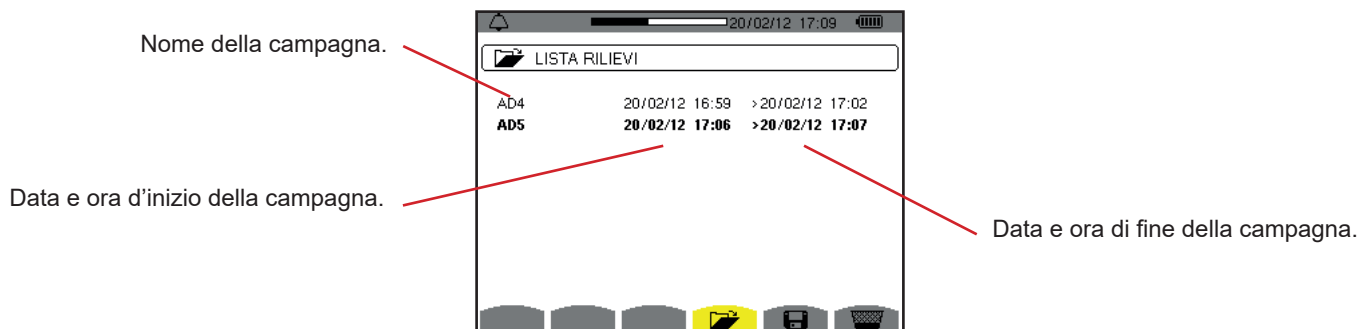 20/02/12 17:09
Nome della campagna.
LISTA RILIEVI
AD4 20/02/12 16:59 >20/02/12 17:02
AD5 20/02/12 17:06 >20/02/12 17:07
Data e ora d’inizio della campagna.
Data e ora di fine della campagna.